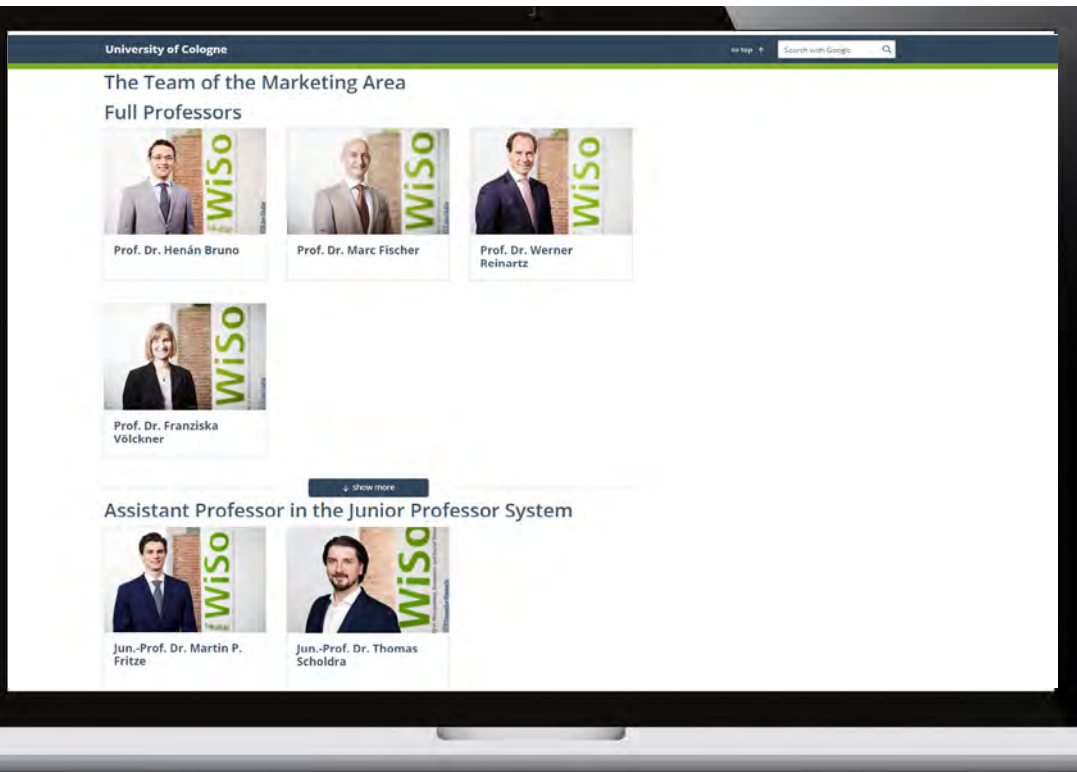 University of Cologne
to top ↑
Search with Google
The Team of the Marketing Area
Full Professors
WiSo
WiSo
WiSo
Prof. Dr. Henán Bruno
Prof. Dr. Marc Fischer
Prof. Dr. Werner
Reinartz
WiSo
Prof. Dr. Franziska
Völckner
↓ show more
Assistant Professor in the Junior Professor System
WiSo
WiSo
Jun.-Prof. Dr. Martin P.
Fritze
Jun.-Prof. Dr. Thomas
Scholdra